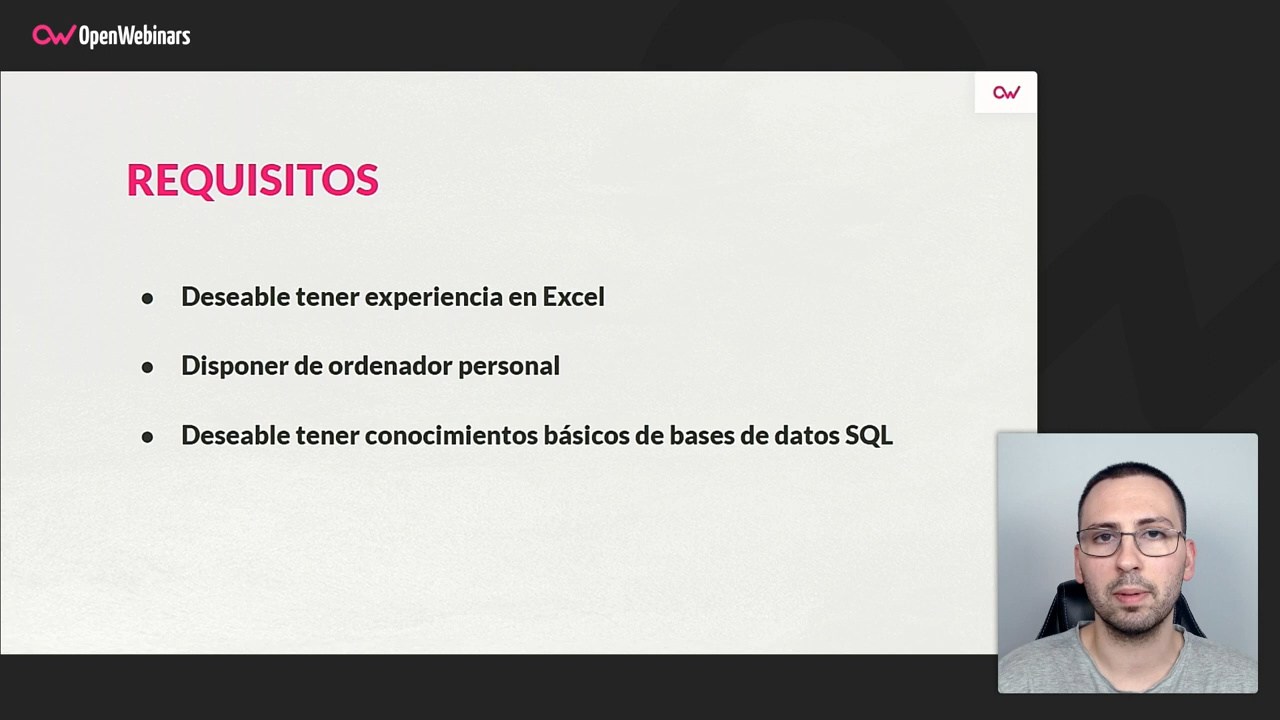 OpenWebinars
REQUISITOS
● Deseable tener experiencia en Excel
● Disponer de ordenador personal
● Deseable tener conocimientos básicos de bases de datos SQL